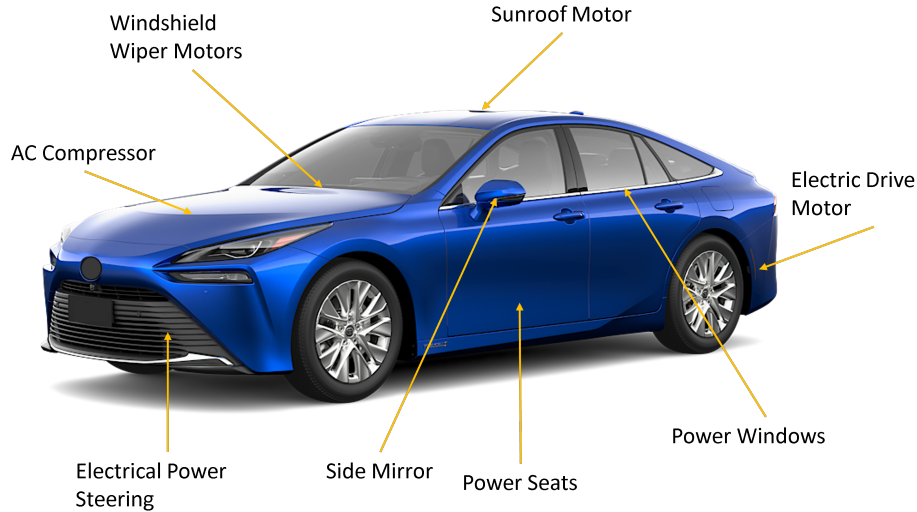 Sunroof Motor
Windshield
Wiper Motors
AC Compressor
Electric Drive
Motor
Power Windows
Electrical Power
Steering
Side Mirror
Power Seats